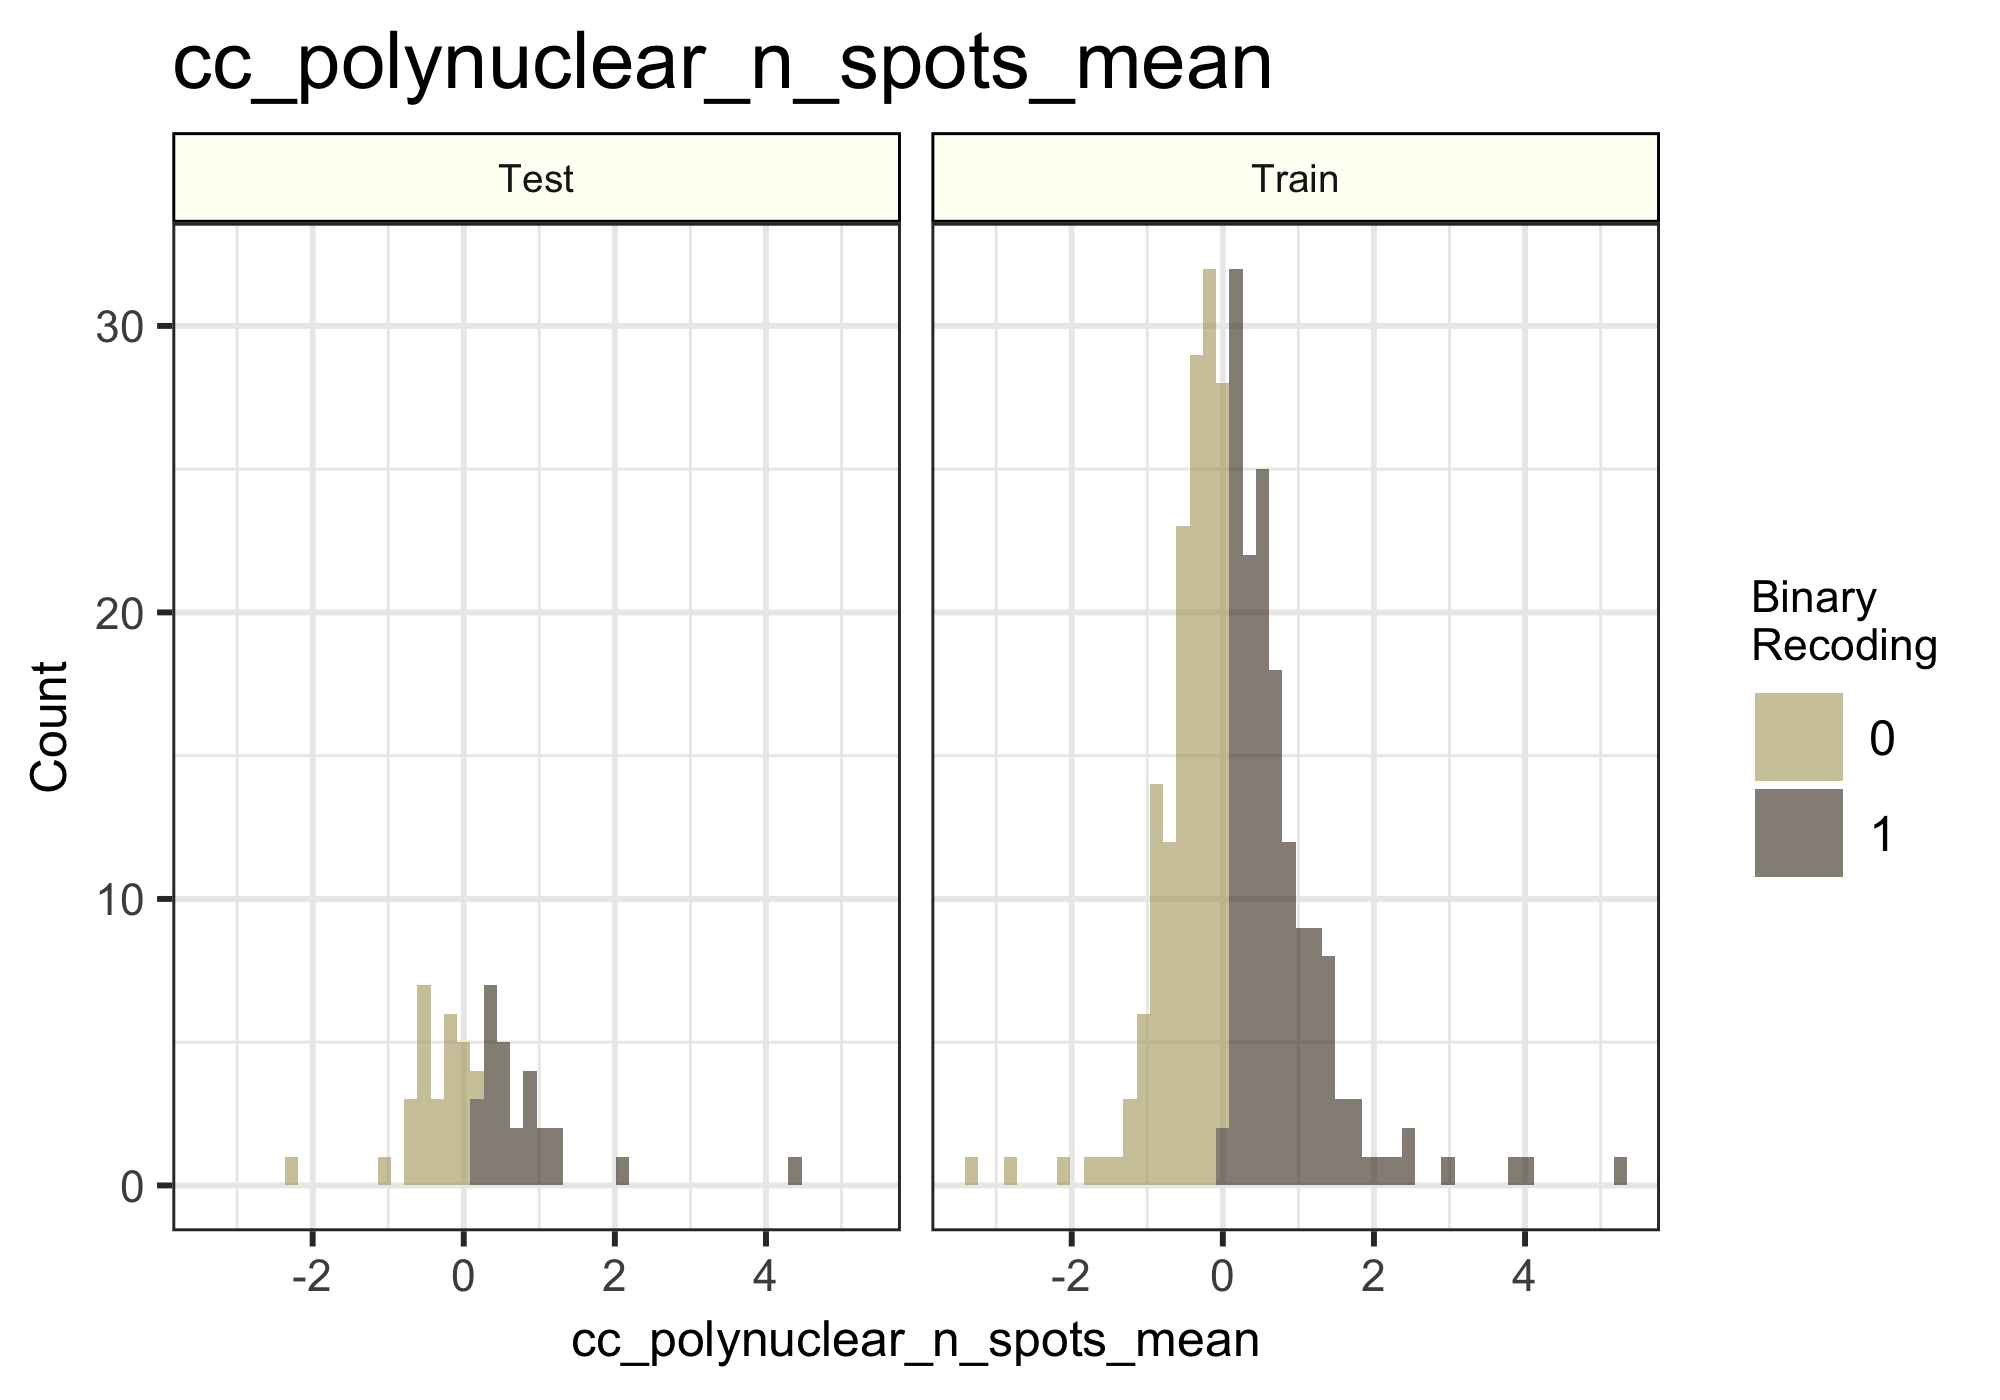 cc_polynuclear_n_spots_mean
Test
Train
30
20
10
0
Count
-2
0
2
4
-2
0
2
4
cc_polynuclear_n_spots_mean
Binary
Recoding
0
1